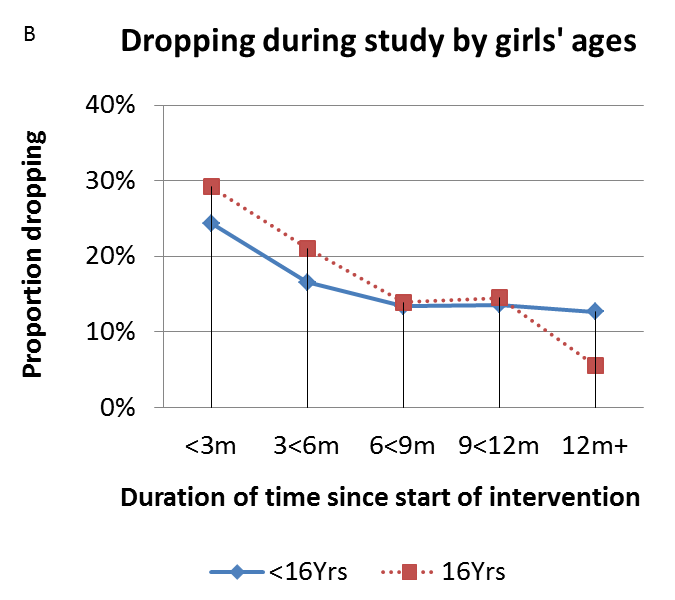 B
Dropping during study by girls' ages
Proportion dropping
40%
30%
20%
10%
0%
<3m 3<6m 6<9m 9<12m 12m+
Duration of time since start of intervention
<16Yrs 16Yrs